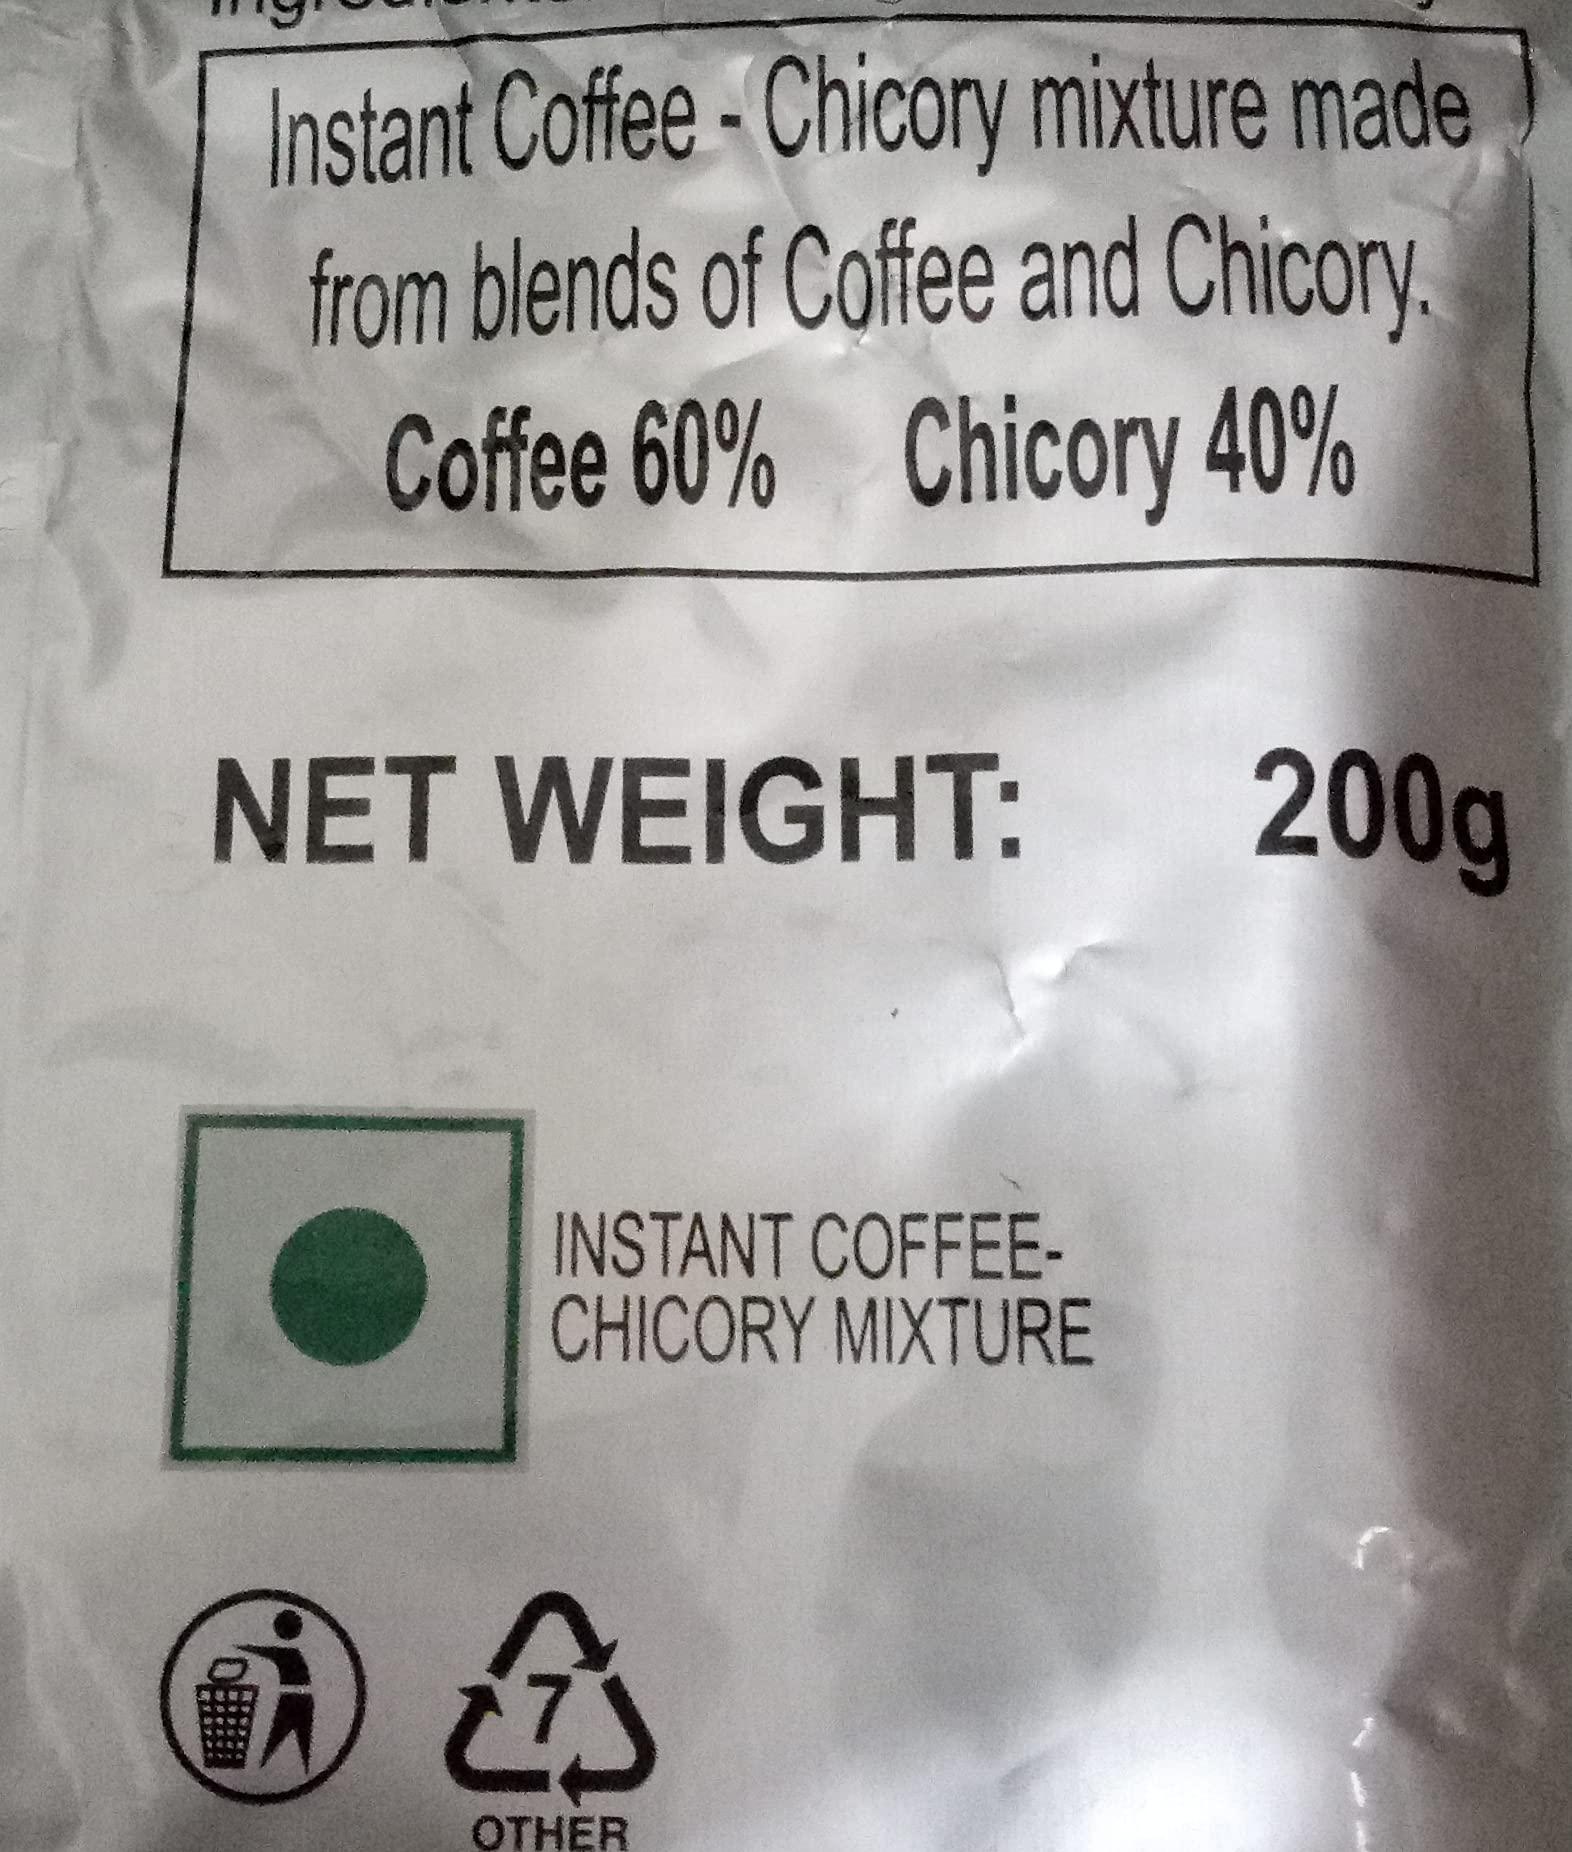 Instant Coffee - Chicory mixture made
from blends of Coffee and Chicory.
Coffee 60% Chicory 40%
NET WEIGHT: 200g
INSTANT COFFEE-
CHICORY MIXTURE
7
OTHER